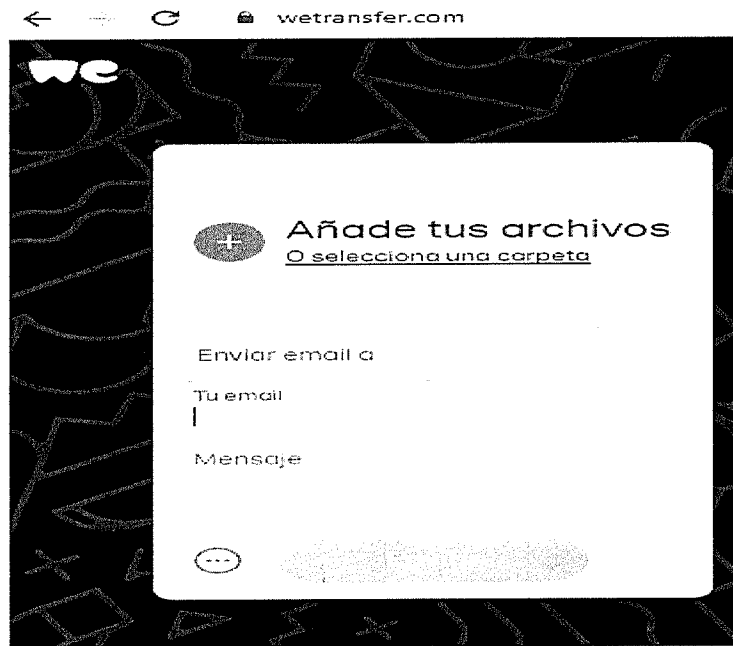 wetransfer.com
we
Añade tus archivos
O selecciona una carpeta
Enviar email a
Tu email
Mensaje